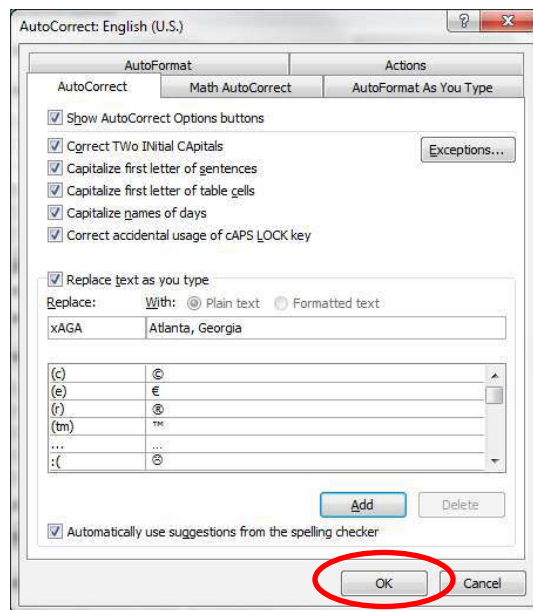 AutoCorrect: English (U.S.)
AutoFormat Actions
AutoCorrect Math AutoCorrect AutoFormat As You Type
Show AutoCorrect Options buttons
Correct TWo INitial CApitals Exceptions...
Capitalize first letter of sentences
Capitalize first letter of table cells
Capitalize names of days
Correct accidental usage of cAPS LOCK key
Replace text as you type
Replace: With: Plain text Formatted text
xAGA Atlanta, Georgia
(c) ©
(e) €
(r) ®
(tm) ™
... …
:( ☹
Add Delete
Automatically use suggestions from the spelling checker
OK Cancel